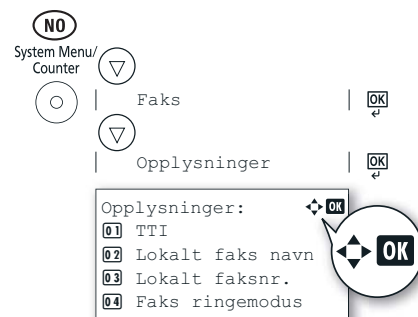 NO
System Menu/
Counter
Faks OK
Opplysninger OK
Opplysninger: OK
01 TTI
02 Lokalt faks navn
03 Lokalt faksnr.
04 Faks ringemodus
OK